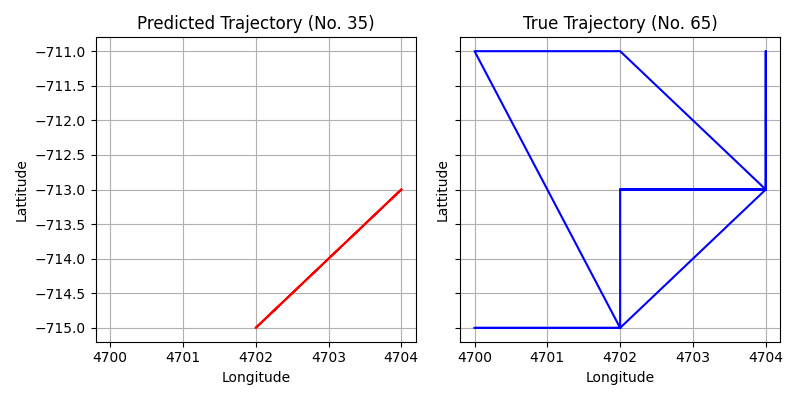 Predicted Trajectory (No. 35)
True Trajectory (No. 65)
Lattitude
−711.0
−711.5
−712.0
−712.5
−713.0
−713.5
−714.0
−714.5
−715.0
4700 4701 4702 4703 4704
Longitude
Lattitude
4700 4701 4702 4703 4704
Longitude